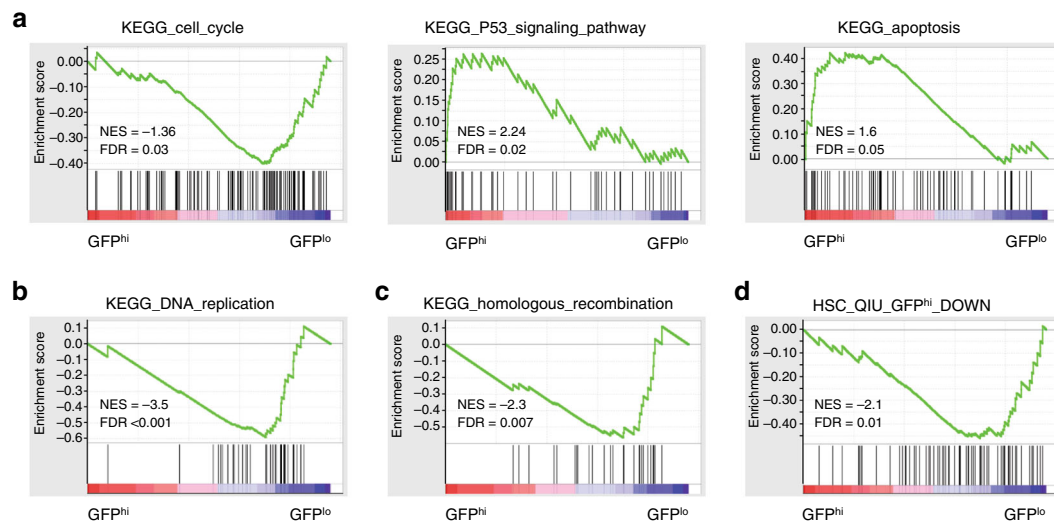 a
KEGG_cell_cycle
Enrichment score
0.00
−0.10
−0.20
−0.30
−0.40
NES = −1.36
FDR = 0.03
GFPhi
GFPlo
KEGG_P53_signaling_pathway
Enrichment score
0.25
0.20
0.15
0.10
0.05
0.00
NES = 2.24
FDR = 0.02
GFPhi
GFPlo
KEGG_apoptosis
Enrichment score
0.40
0.30
0.20
0.10
0.00
NES = 1.6
FDR = 0.05
GFPhi
GFPlo
b
KEGG_DNA_replication
Enrichment score
0.1
0.0
−0.1
−0.2
−0.3
−0.4
−0.5
−0.6
NES = −3.5
FDR <0.001
GFPhi
GFPlo
c
KEGG_homologous_recombination
Enrichment score
0.1
0.0
−0.1
−0.2
−0.3
−0.4
−0.5
NES = −2.3
FDR = 0.007
GFPhi
GFPlo
d
HSC_QIU_GFPhi_DOWN
Enrichment score
0.00
−0.10
−0.20
−0.30
−0.40
NES = −2.1
FDR = 0.01
GFPhi
GFPlo